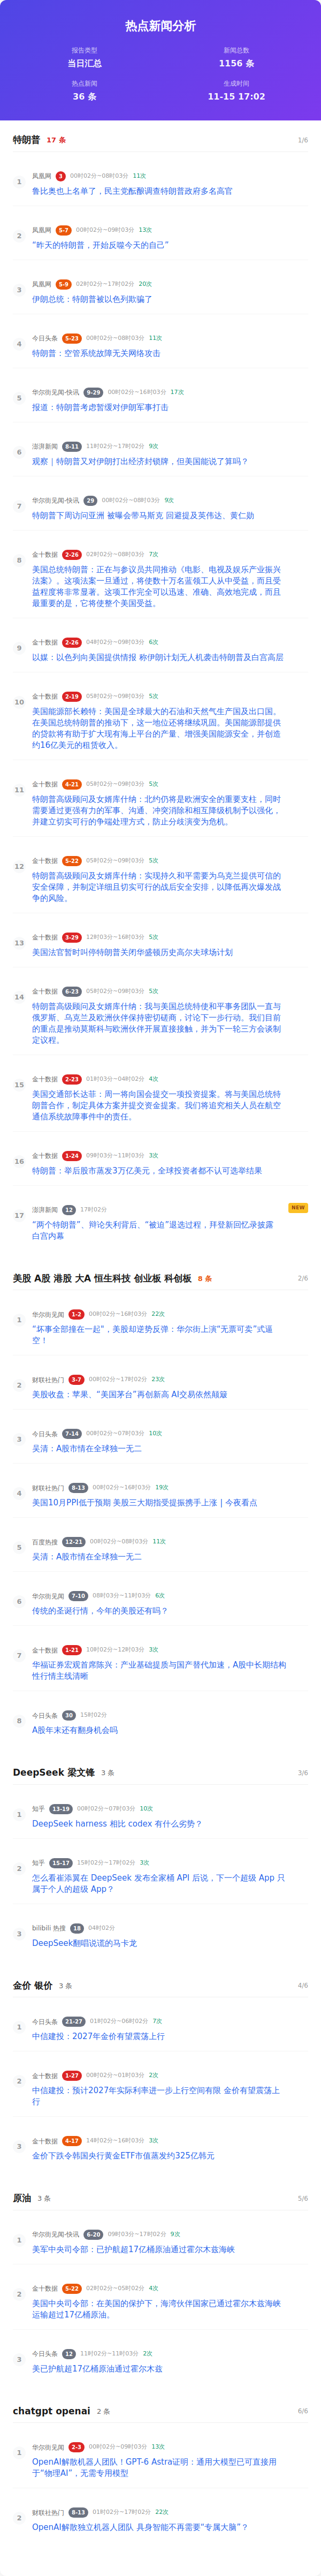 热点新闻分析
报告类型
新闻总数
当日汇总
1156 条
热点新闻
生成时间
36 条
11-15 17:02
特朗普 17 条 1/6
1
凤凰网 3 00时02分~08时03分 11次
鲁比奥也上名单了，民主党酝酿调查特朗普政府多名高官
2
凤凰网 5-7 00时02分~09时03分 13次
“昨天的特朗普，开始反噬今天的自己”
3
凤凰网 5-9 02时02分~17时02分 20次
伊朗总统：特朗普被以色列欺骗了
4
今日头条 5-23 00时02分~08时03分 11次
特朗普：空管系统故障无关网络攻击
5
华尔街见闻-快讯 9-29 00时02分~16时03分 17次
报道：特朗普考虑暂缓对伊朗军事打击
6
澎湃新闻 8-11 11时02分~17时02分 9次
观察｜特朗普又对伊朗打出经济封锁牌，但美国能说了算吗？
7
华尔街见闻-快讯 29 00时02分~08时03分 9次
特朗普下周访问亚洲 被曝会带马斯克 回避提及英伟达、黄仁勋
8
金十数据 2-26 02时02分~08时03分 7次
美国总统特朗普：正在与参议员共同推动《电影、电视及娱乐产业振兴
法案》。这项法案一旦通过，将使数十万名蓝领工人从中受益，而且受
益程度将非常显著。这项工作完全可以迅速、准确、高效地完成，而且
最重要的是，它将使整个美国受益。
9
金十数据 2-26 04时02分~09时03分 6次
以媒：以色列向美国提供情报 称伊朗计划无人机袭击特朗普及白宫高层
10
金十数据 2-19 05时02分~09时03分 5次
美国能源部长赖特：美国是全球最大的石油和天然气生产国及出口国。
在美国总统特朗普的推动下，这一地位还将继续巩固。美国能源部提供
的贷款将有助于扩大现有海上平台的产量、增强美国能源安全，并创造
约16亿美元的租赁收入。
11
金十数据 4-21 05时02分~09时03分 5次
特朗普高级顾问及女婿库什纳：北约仍将是欧洲安全的重要支柱，同时
需要通过更强有力的军事、沟通、冲突消除和相互降级机制予以强化，
并建立切实可行的争端处理方式，防止分歧演变为危机。
12
金十数据 5-22 05时02分~09时03分 5次
特朗普高级顾问及女婿库什纳：实现持久和平需要为乌克兰提供可信的
安全保障，并制定详细且切实可行的战后安全安排，以降低再次爆发战
争的风险。
13
金十数据 3-29 12时03分~16时03分 5次
美国法官暂时叫停特朗普关闭华盛顿历史高尔夫球场计划
14
金十数据 6-23 05时02分~09时03分 5次
特朗普高级顾问及女婿库什纳：我与美国总统特使和平事务团队一直与
俄罗斯、乌克兰及欧洲伙伴保持密切磋商，讨论下一步行动。我们目前
的重点是推动莫斯科与欧洲伙伴开展直接接触，并为下一轮三方会谈制
定议程。
15
金十数据 2-23 01时03分~04时02分 4次
美国交通部长达菲：周一将向国会提交一项投资提案。将与美国总统特
朗普合作，制定具体方案并提交资金提案。我们将追究相关人员在航空
通信系统故障事件中的责任。
16
金十数据 1-24 09时03分~11时03分 3次
特朗普：举后股市蒸发3万亿美元，全球投资者都不认可选举结果
17
澎湃新闻 12 17时02分 NEW
“两个特朗普”、辩论失利背后、“被迫”退选过程，拜登新回忆录披露
白宫内幕
美股 A股 港股 大A 恒生科技 创业板 科创板 8 条 2/6
1
华尔街见闻 1-2 00时02分~16时03分 22次
“坏事全部撞在一起”，美股却逆势反弹：华尔街上演“无票可卖”式逼
空！
2
财联社热门 3-7 00时02分~17时02分 23次
美股收盘：苹果、“美国茅台”再创新高 AI交易依然颠簸
3
今日头条 7-14 00时02分~07时03分 10次
吴清：A股市情在全球独一无二
4
财联社热门 8-13 00时02分~16时03分 19次
美国10月PPI低于预期 美股三大期指受提振携手上涨 | 今夜看点
5
百度热搜 12-21 00时02分~08时03分 11次
吴清：A股市情在全球独一无二
6
华尔街见闻 7-10 08时03分~11时03分 6次
传统的圣诞行情，今年的美股还有吗？
7
金十数据 1-21 10时02分~12时03分 3次
华福证券宏观首席陈兴：产业基础提质与国产替代加速，A股中长期结构
性行情主线清晰
8
今日头条 30 15时02分
A股年末还有翻身机会吗
DeepSeek 梁文锋 3 条 3/6
1
知乎 13-19 00时02分~07时03分 10次
DeepSeek harness 相比 codex 有什么劣势？
2
知乎 15-17 15时02分~17时02分 3次
怎么看崔添翼在 DeepSeek 发布全家桶 API 后说，下一个超级 App 只
属于个人的超级 App？
3
bilibili 热搜 18 04时02分
DeepSeek翻唱说谎的马卡龙
金价 银价 3 条 4/6
1
今日头条 21-27 01时02分~06时02分 7次
中信建投：2027年金价有望震荡上行
2
金十数据 1-27 00时02分~01时03分 2次
中信建投：预计2027年实际利率进一步上行空间有限 金价有望震荡上
行
3
金十数据 4-17 14时02分~16时03分 3次
金价下跌令韩国央行黄金ETF市值蒸发约325亿韩元
原油 3 条 5/6
1
华尔街见闻-快讯 6-20 09时03分~17时02分 9次
美军中央司令部：已护航超17亿桶原油通过霍尔木兹海峡
2
金十数据 5-22 02时02分~05时02分 4次
美国中央司令部：在美国的保护下，海湾伙伴国家已通过霍尔木兹海峡
运输超过17亿桶原油。
3
今日头条 12 11时02分~11时03分 2次
美已护航超17亿桶原油通过霍尔木兹
chatgpt openai 2 条 6/6
1
华尔街见闻 2-3 00时02分~09时03分 13次
OpenAI解散机器人团队！GPT-6 Astra证明：通用大模型已可直接用
于“物理AI”，无需专用模型
2
财联社热门 8-13 01时02分~17时02分 22次
OpenAI解散独立机器人团队 具身智能不再需要“专属大脑”？